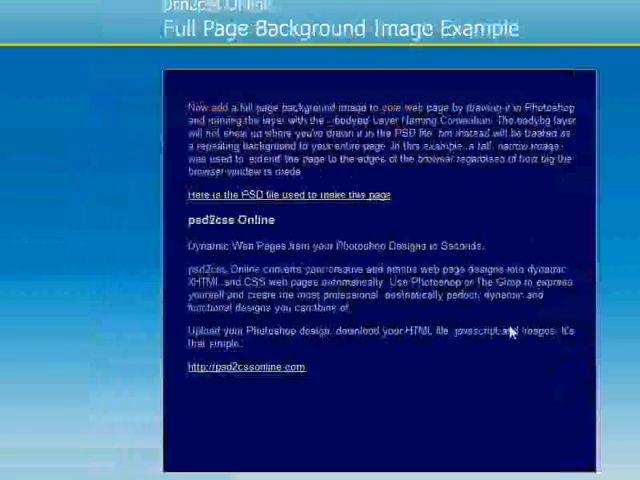 psd2css Online
Full Page Background Image Example
Now add a full page background image to your web page by drawing it in Photoshop
and naming the layer with the _bodybg Layer Naming Convention. The bodybg layer
will not show up where you've drawn it in the PSD file, but instead will be treated as
a repeating background to your entire page. In this example, a tall, narrow image
was used to extend the page to the edges of the browser regardless of how big the
browser window is made.
Here is the PSD file used to make this page
psd2css Online
Dynamic Web Pages from your Photoshop Designs in Seconds.
psd2css Online converts your creative and artistic web page designs into dynamic
XHTML and CSS web pages automatically. Use Photoshop or The Gimp to express
yourself and create the most professional, aesthetically perfect, dynamic and
functional designs you can think of.
Upload your Photoshop design, download your HTML file, javascript and images. It's
that simple.
http://psd2cssonline.com